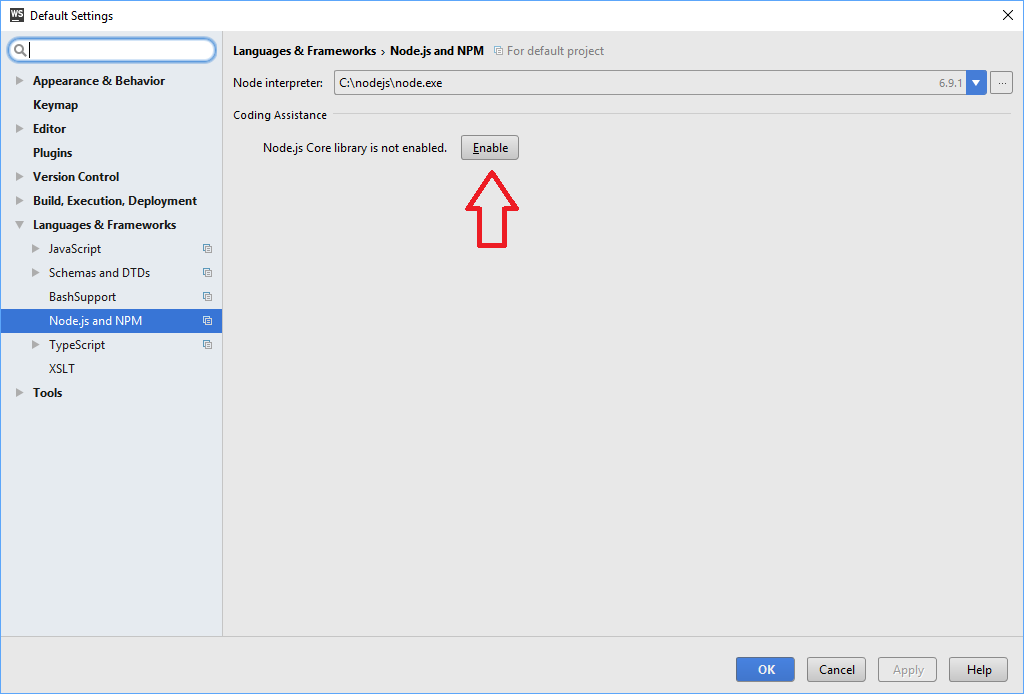 WS Default Settings
Appearance & Behavior
Keymap
Editor
Plugins
Version Control
Build, Execution, Deployment
Languages & Frameworks
JavaScript
Schemas and DTDs
BashSupport
Node.js and NPM
TypeScript
XSLT
Tools
Languages & Frameworks › Node.js and NPM For default project
Node interpreter: C:\nodejs\node.exe 6.9.1 ...
Coding Assistance
Node.js Core library is not enabled. Enable
OK Cancel Apply Help